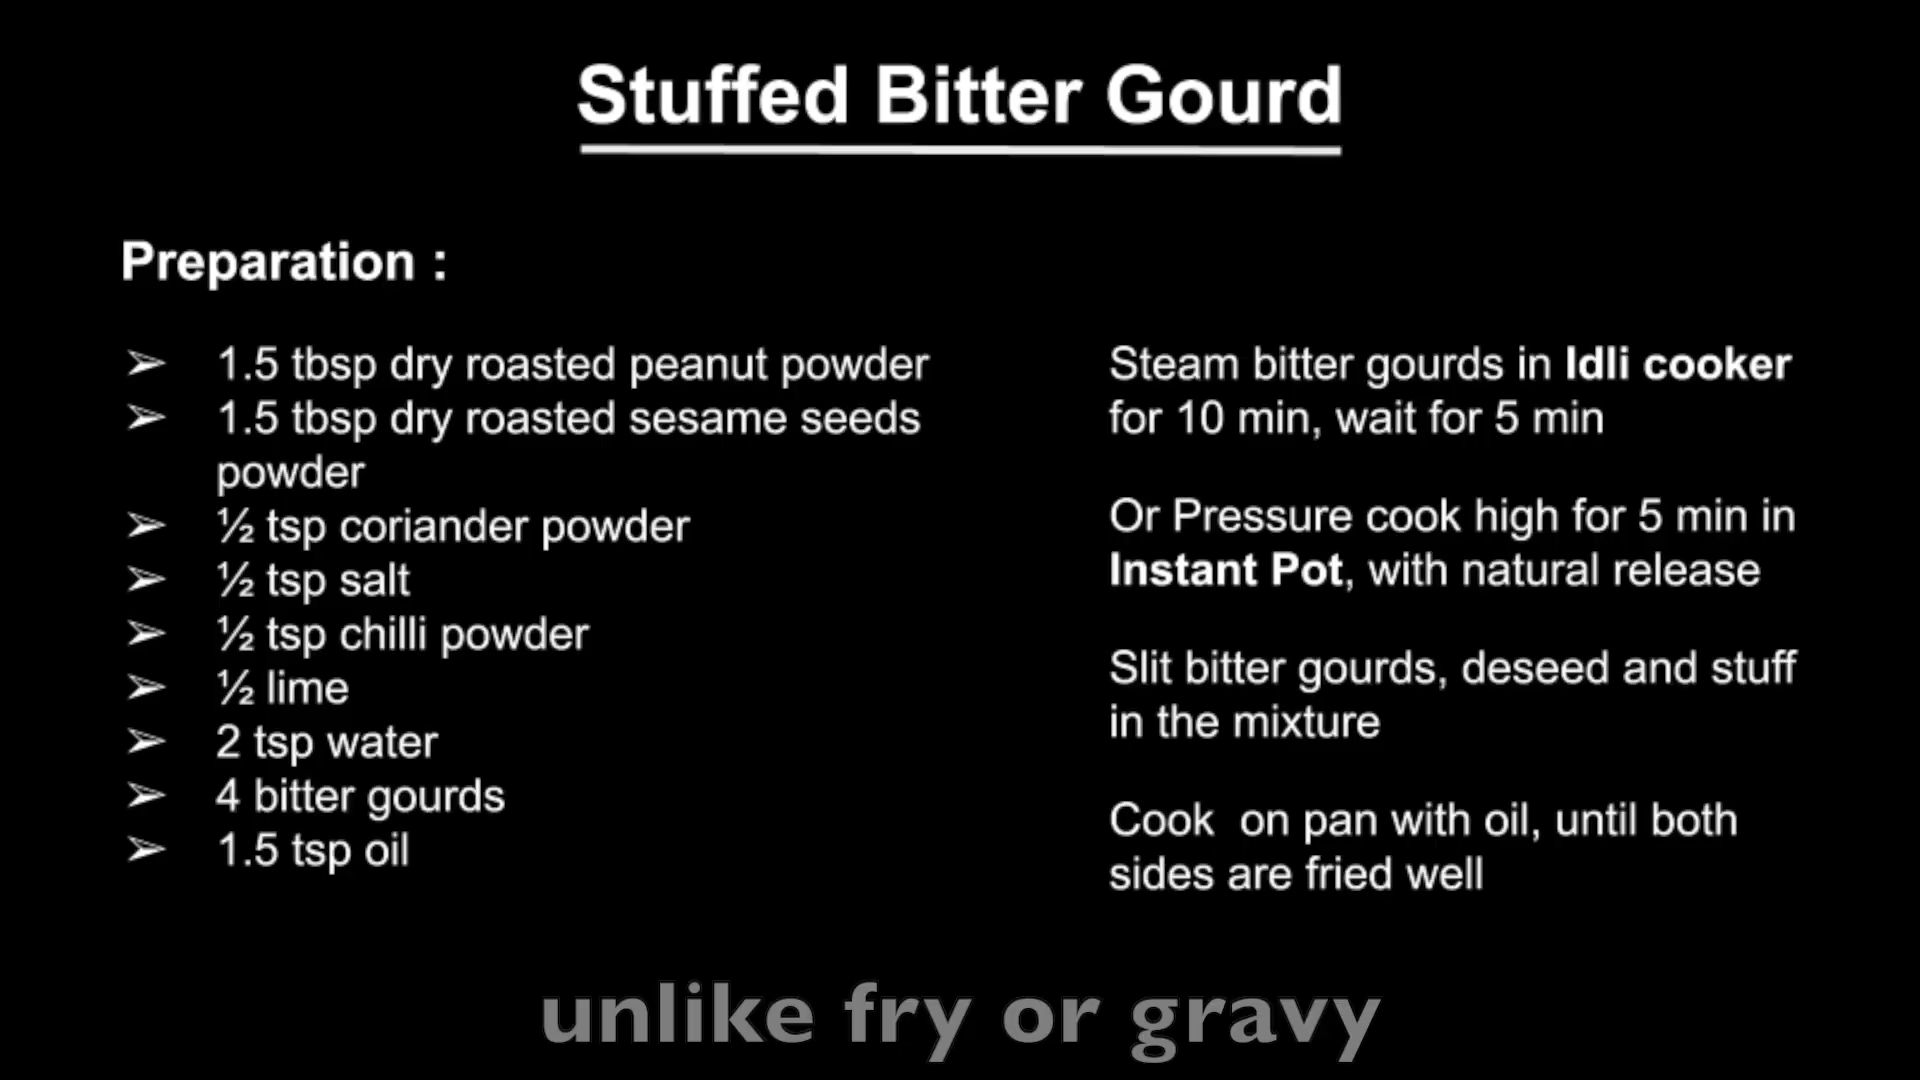 Stuffed Bitter Gourd
Preparation :
➢ 1.5 tbsp dry roasted peanut powder
➢ 1.5 tbsp dry roasted sesame seeds
powder
➢ ½ tsp coriander powder
➢ ½ tsp salt
➢ ½ tsp chilli powder
➢ ½ lime
➢ 2 tsp water
➢ 4 bitter gourds
➢ 1.5 tsp oil
Steam bitter gourds in Idli cooker
for 10 min, wait for 5 min
Or Pressure cook high for 5 min in
Instant Pot, with natural release
Slit bitter gourds, deseed and stuff
in the mixture
Cook  on pan with oil, until both
sides are fried well
unlike fry or gravy